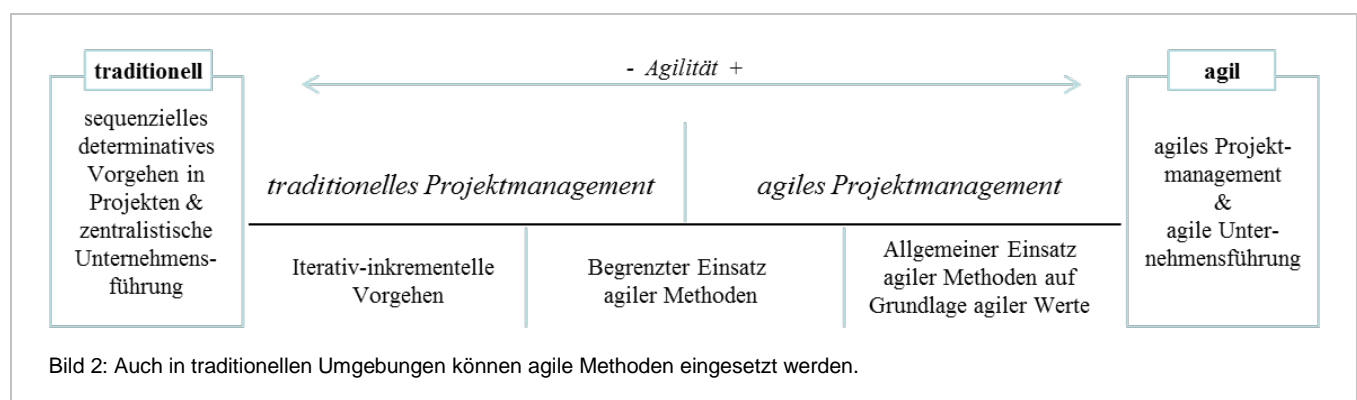 traditionell
sequenzielles
determinatives
Vorgehen in
Projekten &
zentralistische
Unternehmens-
führung
- Agilität +
traditionelles Projektmanagement
agiles Projektmanagement
Iterativ-inkrementelle
Vorgehen
Begrenzter Einsatz
agiler Methoden
Allgemeiner Einsatz
agiler Methoden auf
Grundlage agiler Werte
agil
agiles Projekt-
management
&
agile Unter-
nehmensführung
Bild 2: Auch in traditionellen Umgebungen können agile Methoden eingesetzt werden.